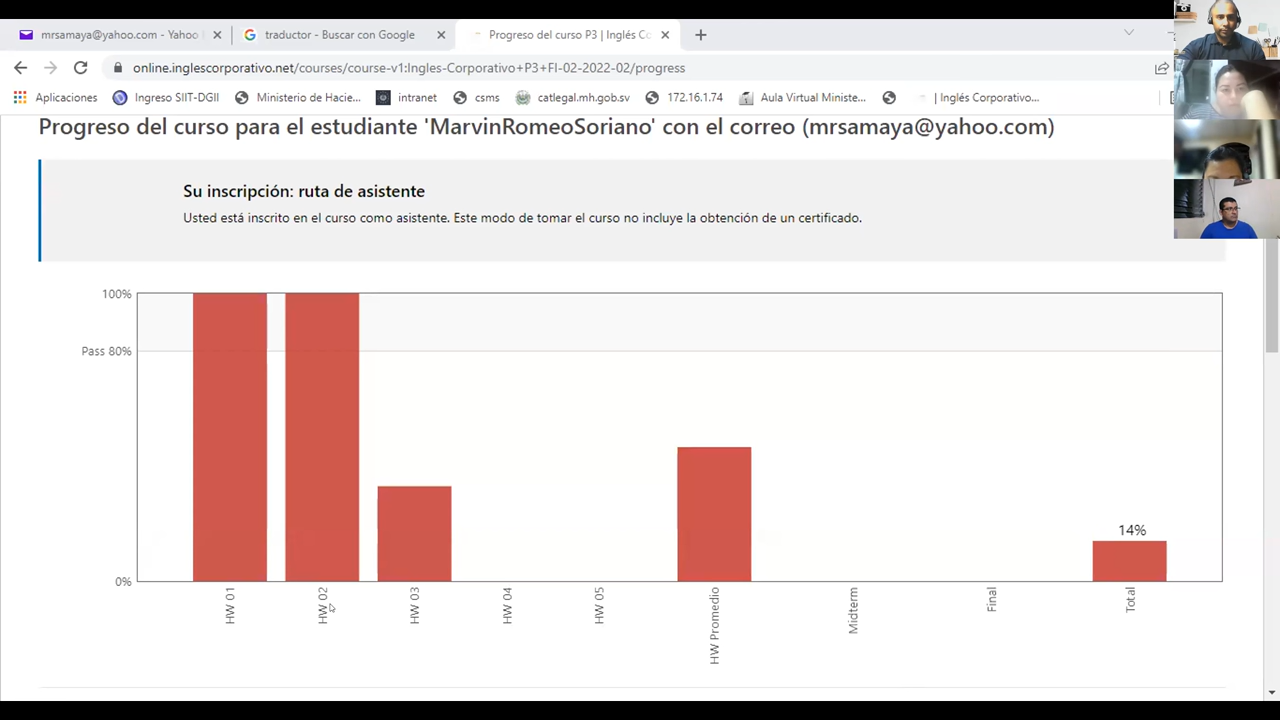 mrsamaya@yahoo.com - Yahoo
traductor - Buscar con Google
Progreso del curso P3 | Inglés Co
online.inglescorporativo.net/courses/course-v1:Ingles-Corporativo+P3+FI-02-2022-02/progress
Aplicaciones
Ingreso SIIT-DGII
Ministerio de Hacie...
intranet
csms
catlegal.mh.gob.sv
172.16.1.74
Aula Virtual Ministe...
| Inglés Corporativo...
Progreso del curso para el estudiante 'MarvinRomeoSoriano' con el correo (mrsamaya@yahoo.com)
Su inscripción: ruta de asistente
Usted está inscrito en el curso como asistente. Este modo de tomar el curso no incluye la obtención de un certificado.
100%
Pass 80%
14%
0%
HW 01
HW 02
HW 03
HW 04
HW 05
HW Promedio
Midterm
Final
Total